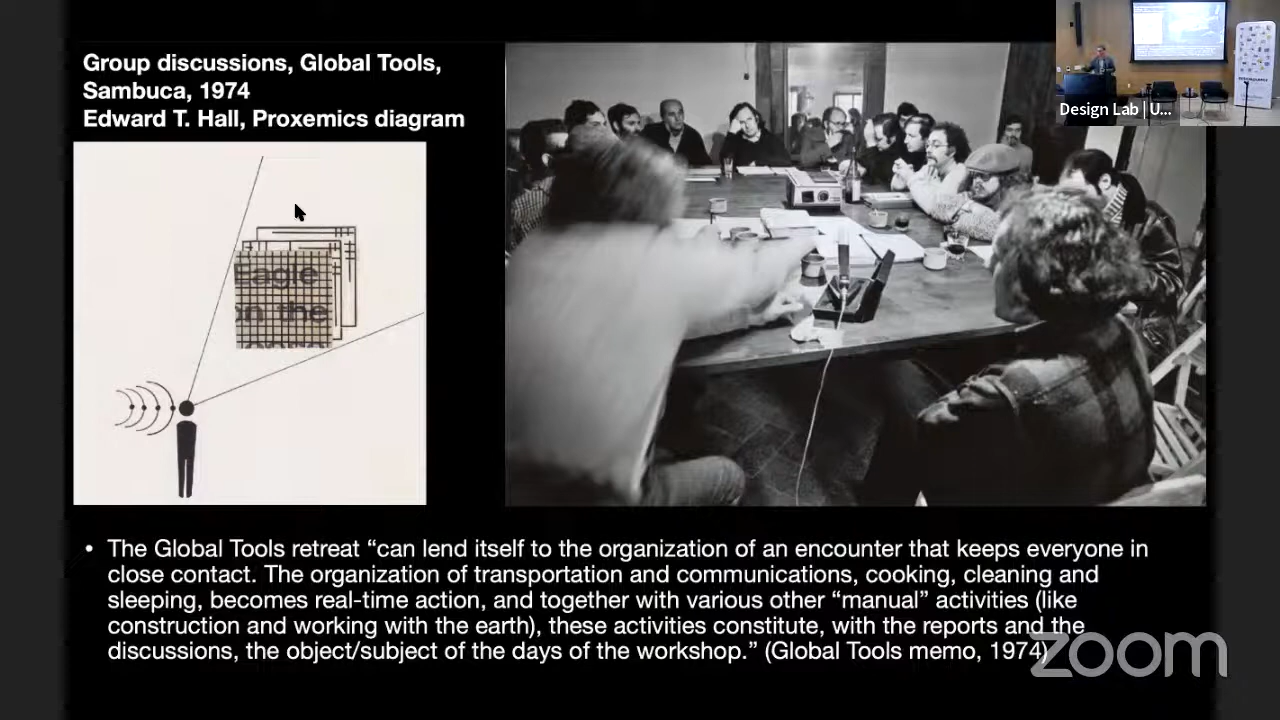 Group discussions, Global Tools,
Sambuca, 1974
Edward T. Hall, Proxemics diagram
Design Lab | U...
Eagle
on the
• The Global Tools retreat “can lend itself to the organization of an encounter that keeps everyone in
close contact. The organization of transportation and communications, cooking, cleaning and
sleeping, becomes real-time action, and together with various other “manual” activities (like
construction and working with the earth), these activities constitute, with the reports and the
discussions, the object/subject of the days of the workshop.” (Global Tools memo, 1974)
zoom